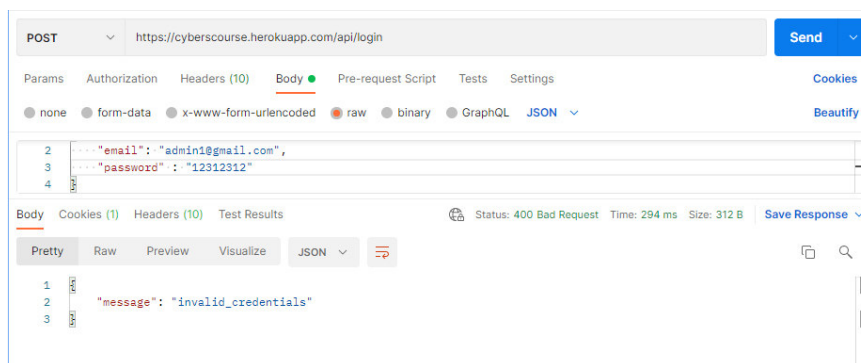 POST https://cyberscourse.herokuapp.com/api/login Send
Params Authorization Headers (10) Body Pre-request Script Tests Settings Cookies
none form-data x-www-form-urlencoded raw binary GraphQL JSON Beautify
2 "email": "admin1@gmail.com",
3 "password" : "12312312"
4 }
Body Cookies (1) Headers (10) Test Results Status: 400 Bad Request Time: 294 ms Size: 312 B Save Response
Pretty Raw Preview Visualize JSON
1 {
2 "message": "invalid_credentials"
3 }